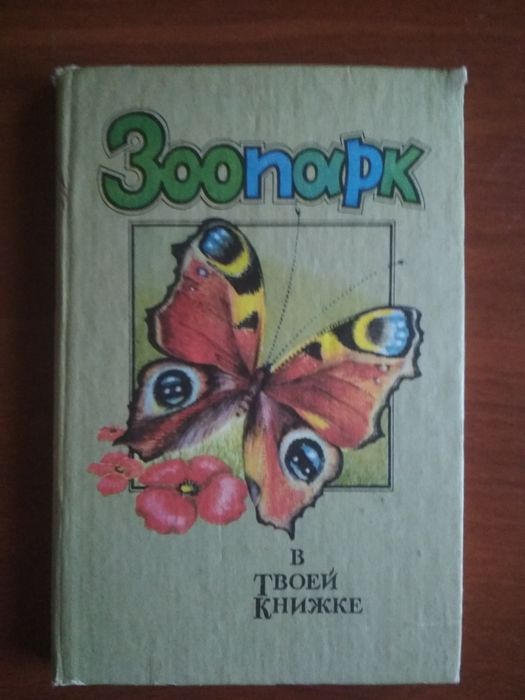 Зоопарк
в
твоей
книжке